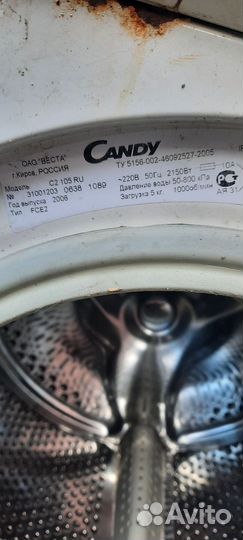 ОАО "ВЕСТА"
г.Киров, РОССИЯ
CANDY
ТУ 5156-002-46092527-2005
Модель C2 105 RU
№ 31001203 0638 1089
Год выпуска 2006
Тип FCE2
~220В 50Гц 2150Вт 10А
Давление воды 50-800 кПа
Загрузка 5 кг. 1000об/мин
Avito